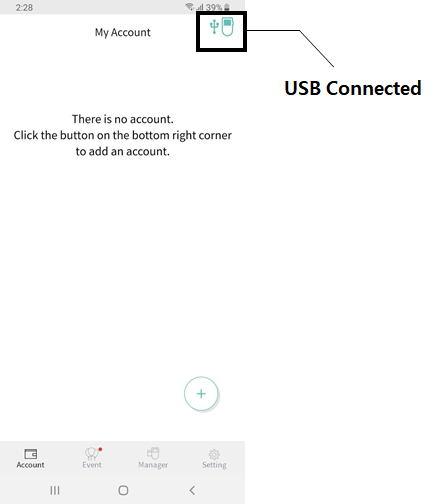 2:28
39%
My Account
USB Connected
There is no account.
Click the button on the bottom right corner
to add an account.
+
Account
Event
Manager
Setting